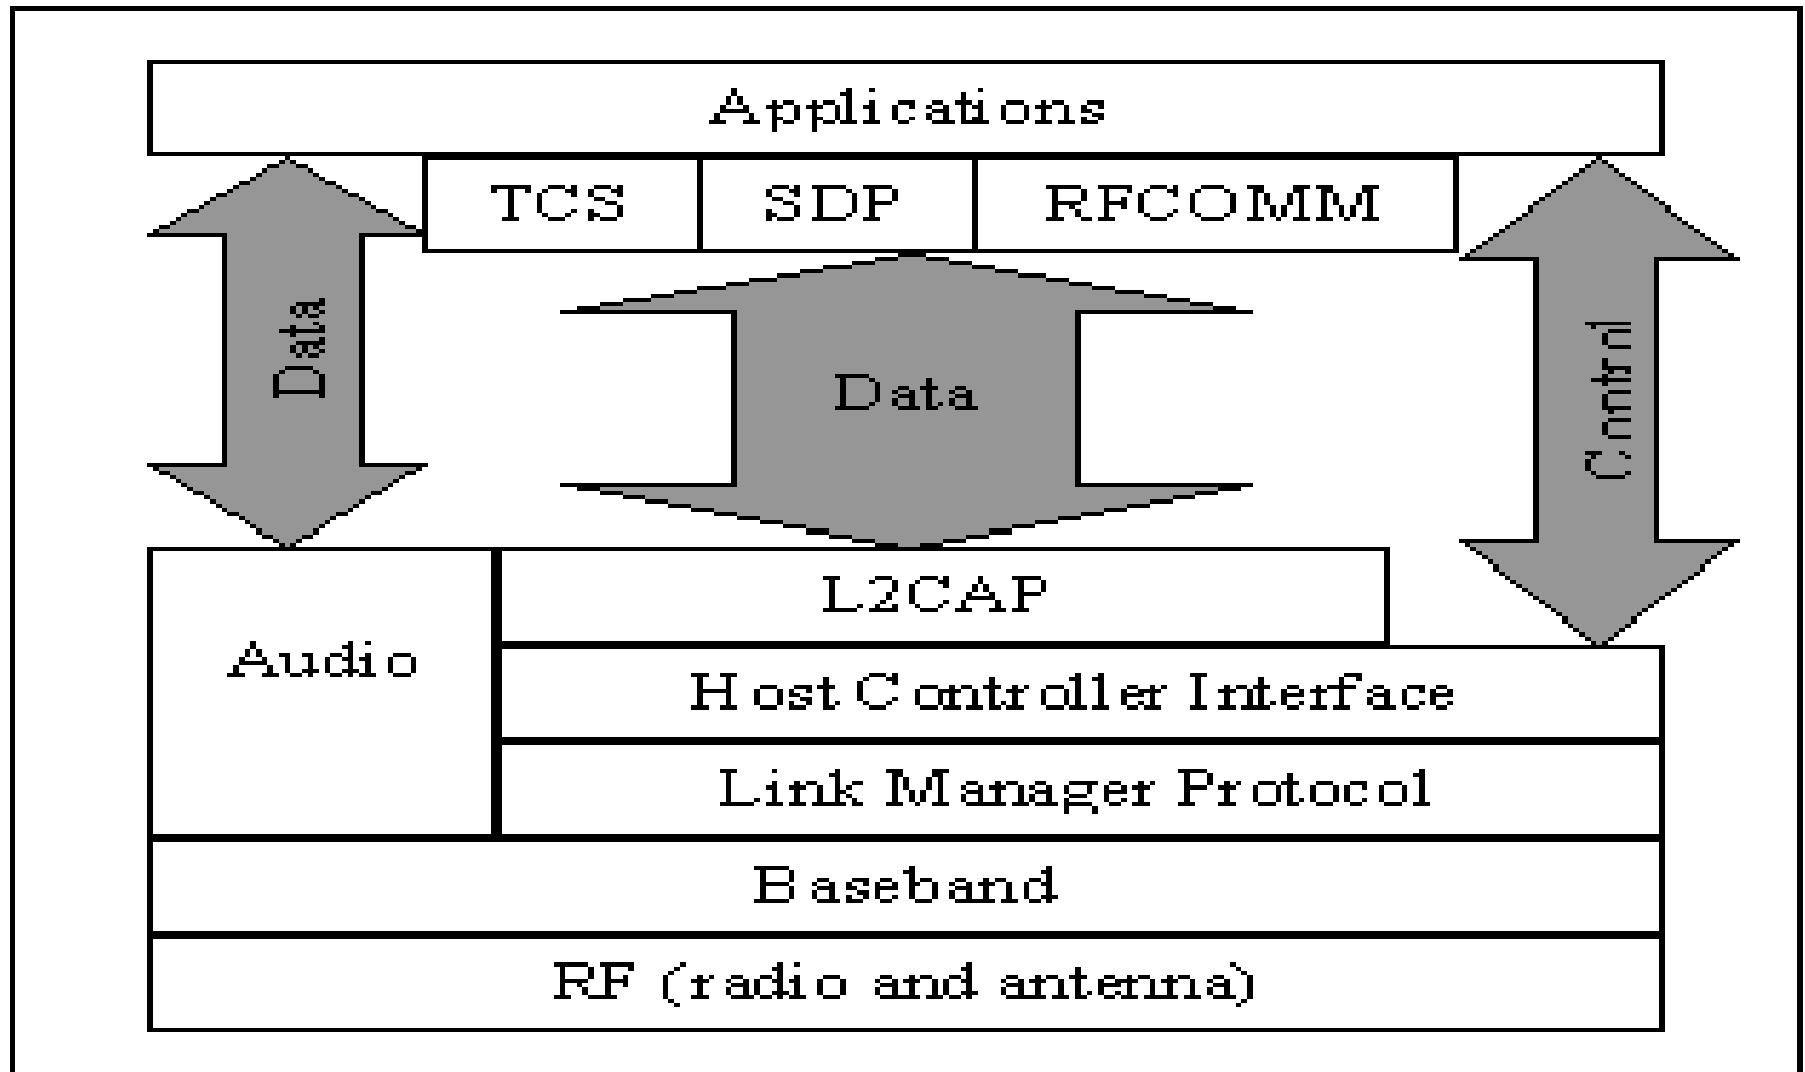 Applications
TCS SDP RFCOMM
Data
Data
Control
L2CAP
Audio
Host Controller Interface
Link Manager Protocol
Baseband
RF (radio and antenna)